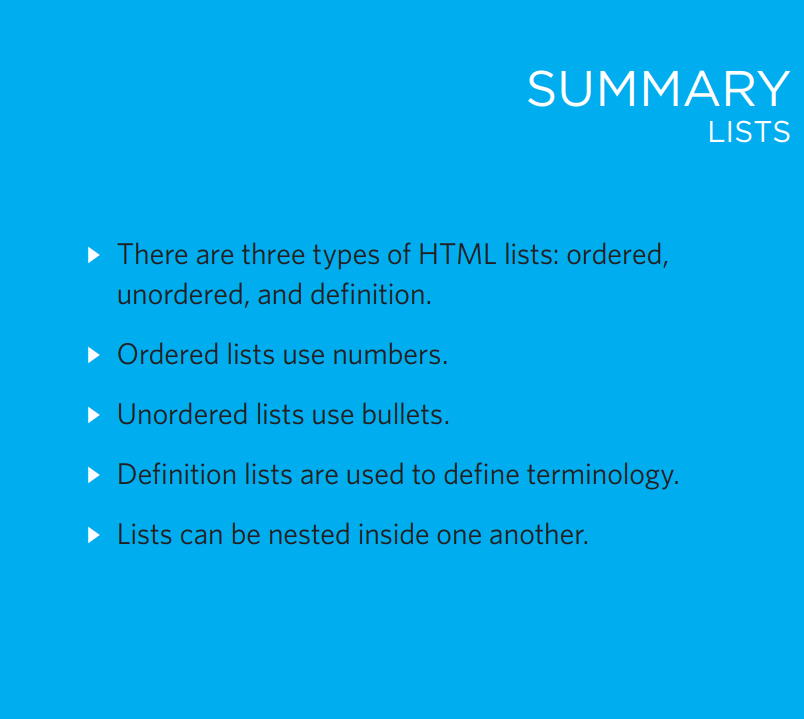 SUMMARY
LISTS
There are three types of HTML lists: ordered,
unordered, and definition.
Ordered lists use numbers.
Unordered lists use bullets.
Definition lists are used to define terminology.
Lists can be nested inside one another.